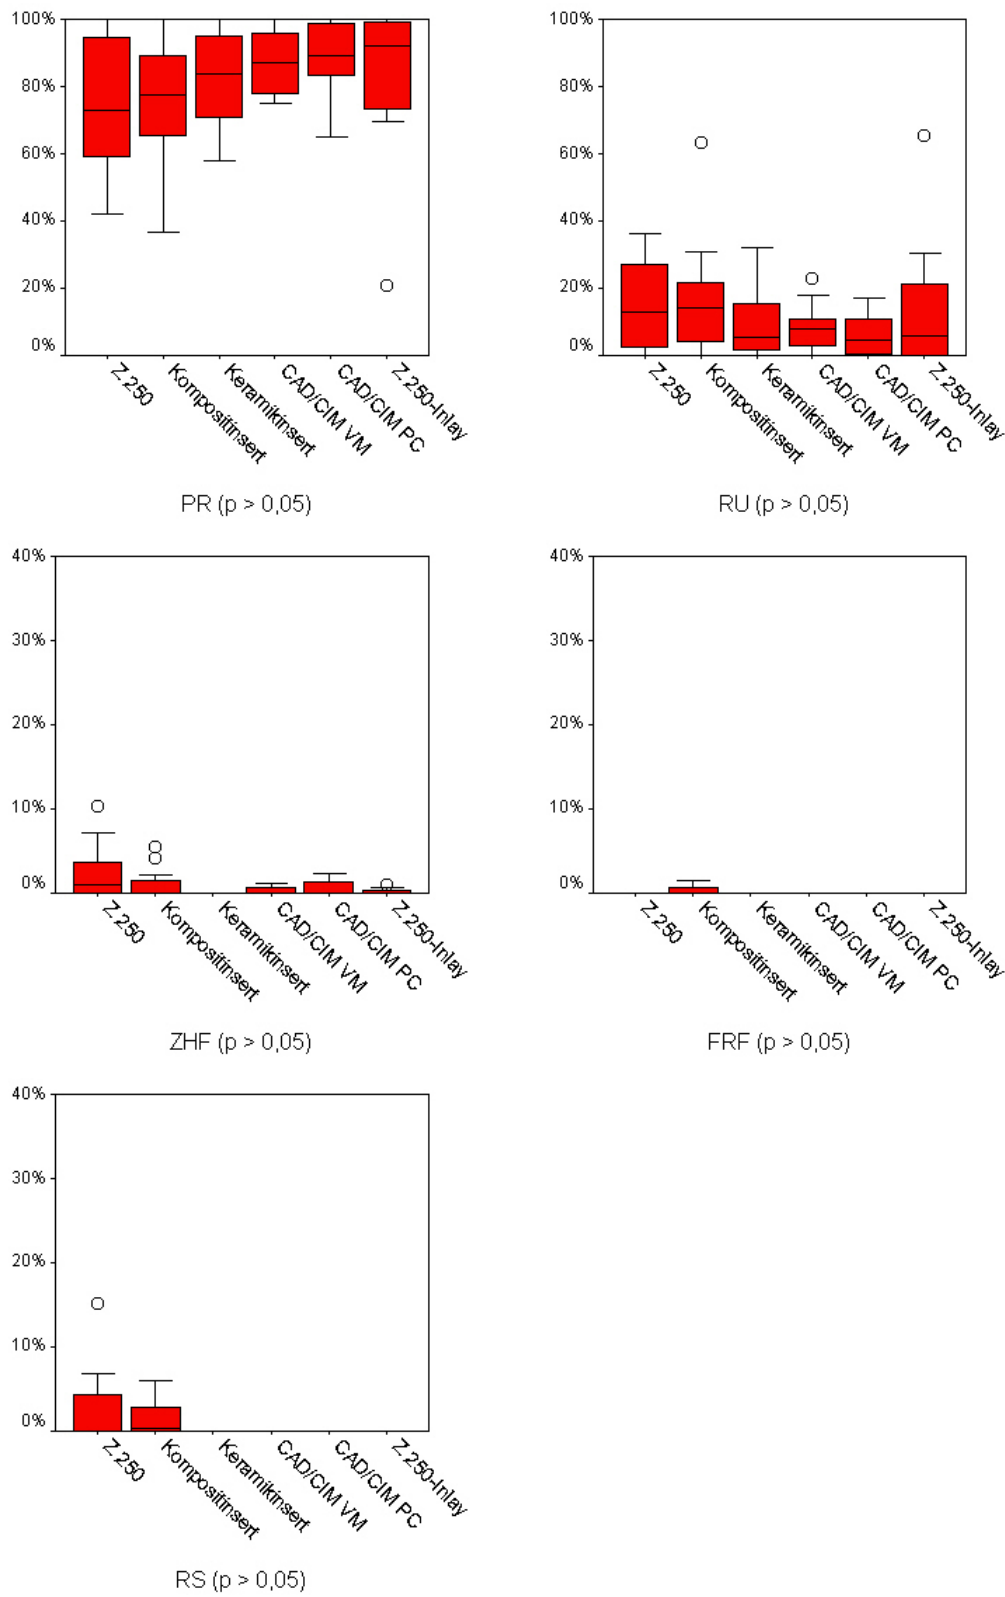 100%
80%
60%
40%
20%
0%
Z 250
Kompositinsert
Keramikinsert
CAD/CIM VM
CAD/CIM PC
Z 250-Inlay
PR (p > 0,05)
100%
80%
60%
40%
20%
0%
Z 250
Kompositinsert
Keramikinsert
CAD/CIM VM
CAD/CIM PC
Z 250-Inlay
RU (p > 0,05)
40%
30%
20%
10%
0%
Z 250
Kompositinsert
Keramikinsert
CAD/CIM VM
CAD/CIM PC
Z 250-Inlay
ZHF (p > 0,05)
40%
30%
20%
10%
0%
Z 250
Kompositinsert
Keramikinsert
CAD/CIM VM
CAD/CIM PC
Z 250-Inlay
FRF (p > 0,05)
40%
30%
20%
10%
0%
Z 250
Kompositinsert
Keramikinsert
CAD/CIM VM
CAD/CIM PC
Z 250-Inlay
RS (p > 0,05)